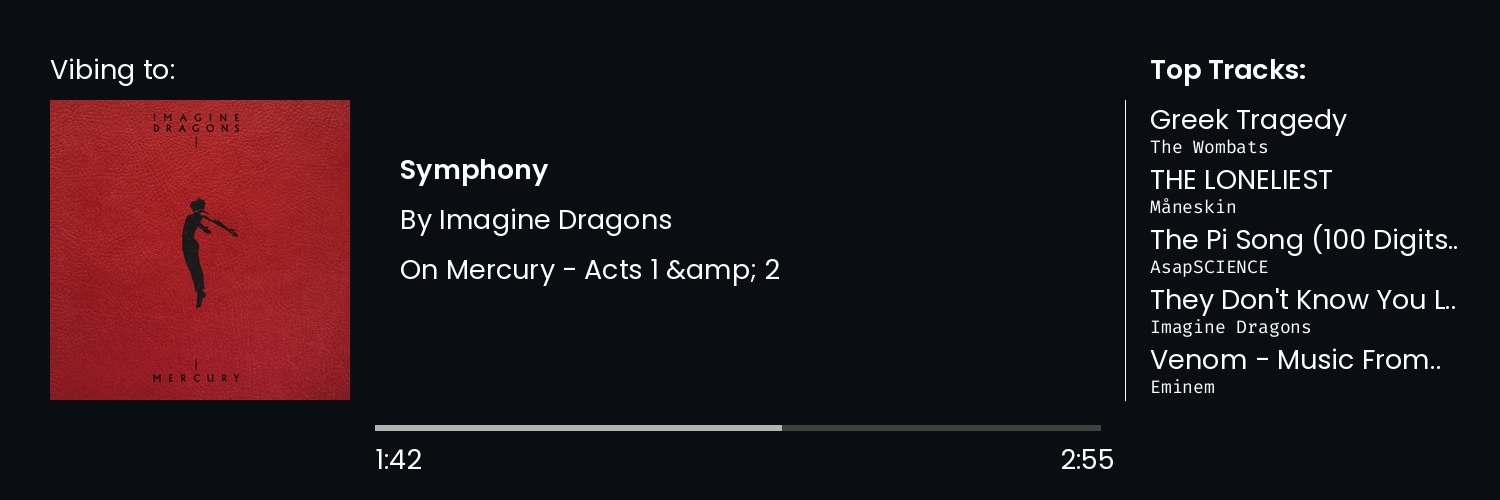 Vibing to:
IMAGINE
DRAGONS
MERCURY
Symphony
By Imagine Dragons
On Mercury - Acts 1 &amp; 2
1:42
2:55
Top Tracks:
Greek Tragedy
The Wombats
THE LONELIEST
Måneskin
The Pi Song (100 Digits..
AsapSCIENCE
They Don't Know You L..
Imagine Dragons
Venom - Music From..
Eminem